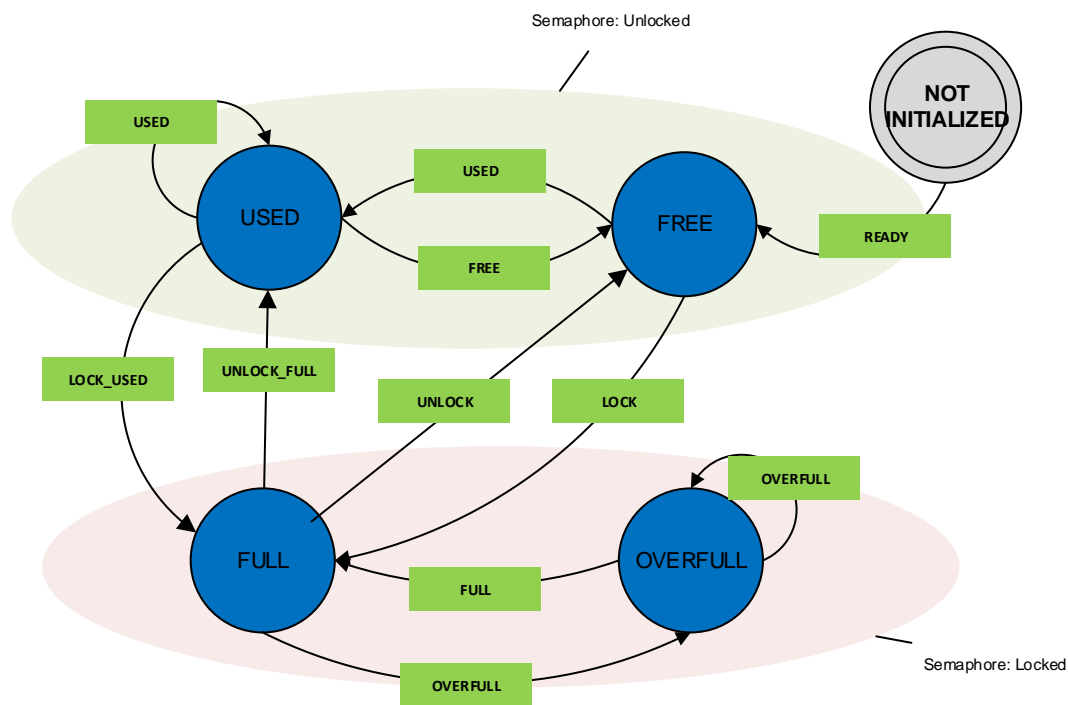 Semaphore: Unlocked
NOT
INITIALIZED
USED
USED
USED
FREE
READY
FREE
LOCK_USED
UNLOCK_FULL
UNLOCK
LOCK
OVERFULL
FULL
OVERFULL
FULL
Semaphore: Locked
OVERFULL